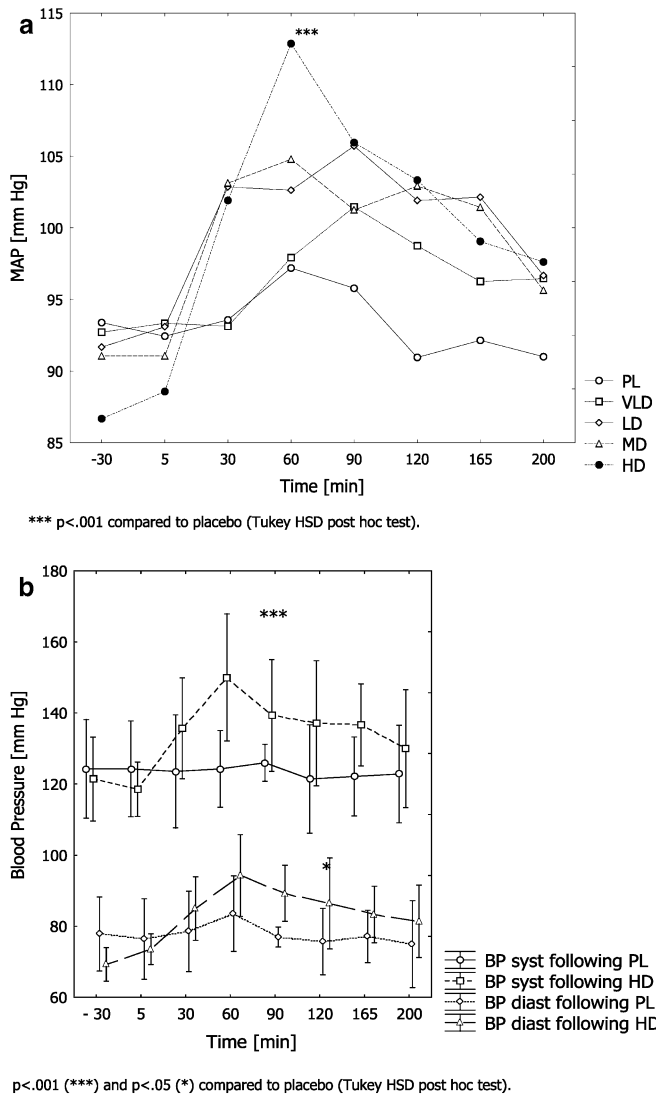 a
115
***
110
105
100
95
90
85
MAP [mm Hg]
-30 5 30 60 90 120 165 200
Time [min]
PL
VLD
LD
MD
HD
*** p<.001 compared to placebo (Tukey HSD post hoc test).
b
180
160
140
120
100
80
60
***
*
Blood Pressure [mm Hg]
- 30 5 30 60 90 120 165 200
Time [min]
BP syst following PL
BP syst following HD
BP diast following PL
BP diast following HD
p<.001 (***) and p<.05 (*) compared to placebo (Tukey HSD post hoc test).